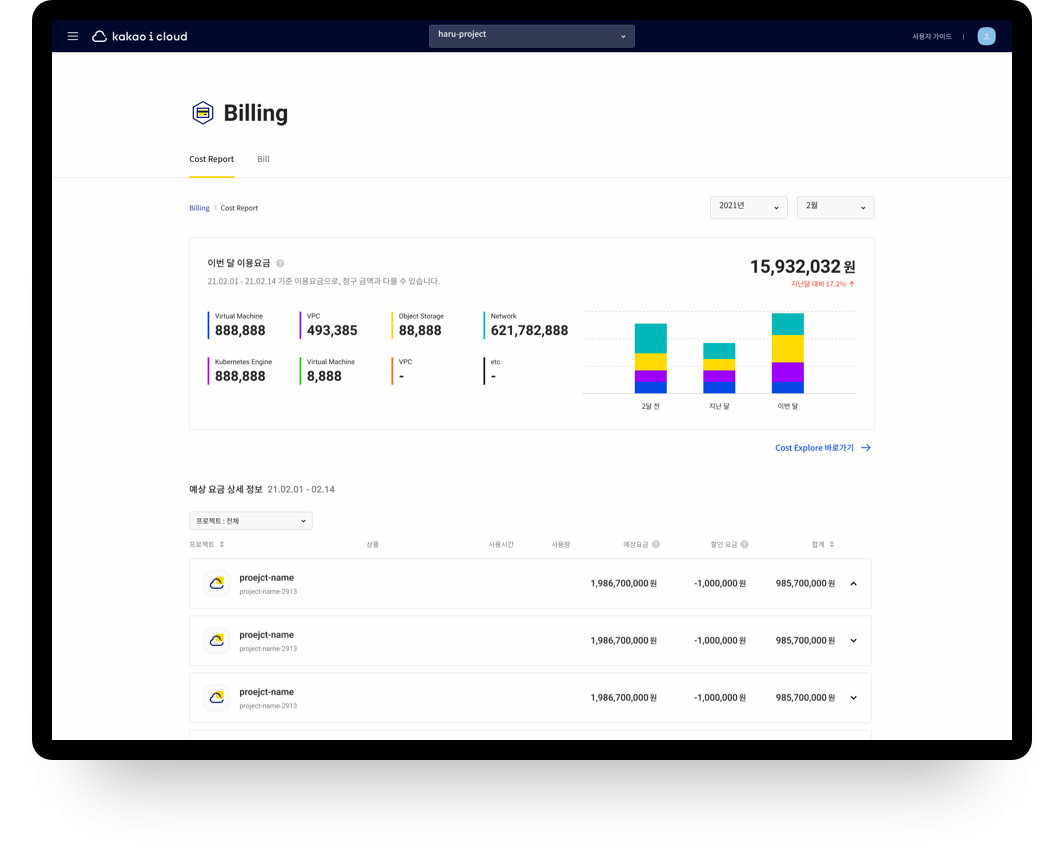 kakao i cloud
haru-project
사용자 가이드
Billing
Cost Report
Bill
Billing > Cost Report
2021년
2월
이번 달 이용요금
21.02.01 - 21.02.14 기준 이용요금으로, 청구 금액과 다를 수 있습니다.
15,932,032 원
지난달 대비 17.2% ↑
Virtual Machine
888,888
VPC
493,385
Object Storage
88,888
Network
621,782,888
Kubernetes Engine
888,888
Virtual Machine
8,888
VPC
-
etc
-
2달 전
지난 달
이번 달
Cost Explore 바로가기 →
예상 요금 상세 정보 21.02.01 - 02.14
프로젝트 : 전체
프로젝트 상품 사용시간 사용량 예상요금 할인 요금 합계
proejct-name
project-name-2913
1,986,700,000 원 -1,000,000 원 985,700,000 원
proejct-name
project-name-2913
1,986,700,000 원 -1,000,000 원 985,700,000 원
proejct-name
project-name-2913
1,986,700,000 원 -1,000,000 원 985,700,000 원